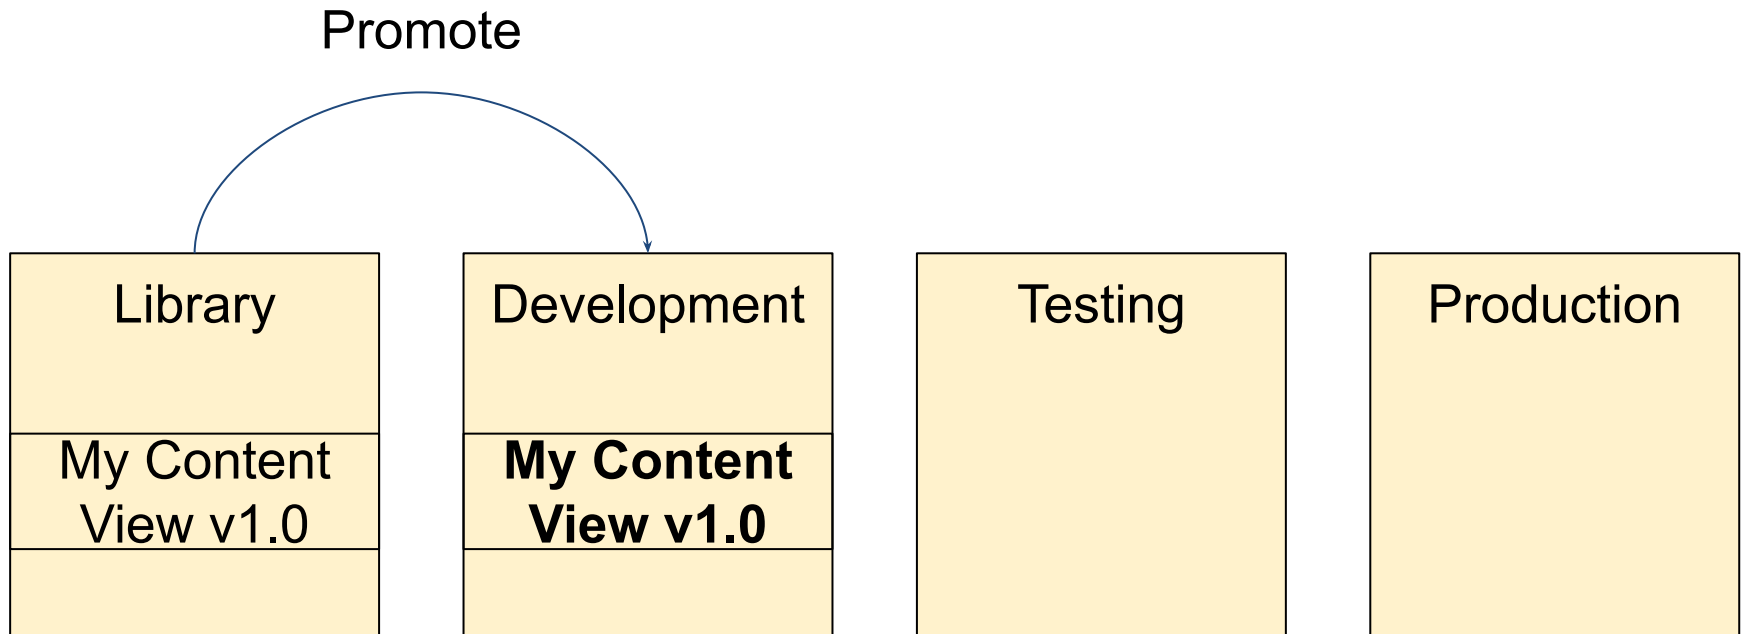 Promote
Library
Development
Testing
Production
My Content
View v1.0
My Content
View v1.0